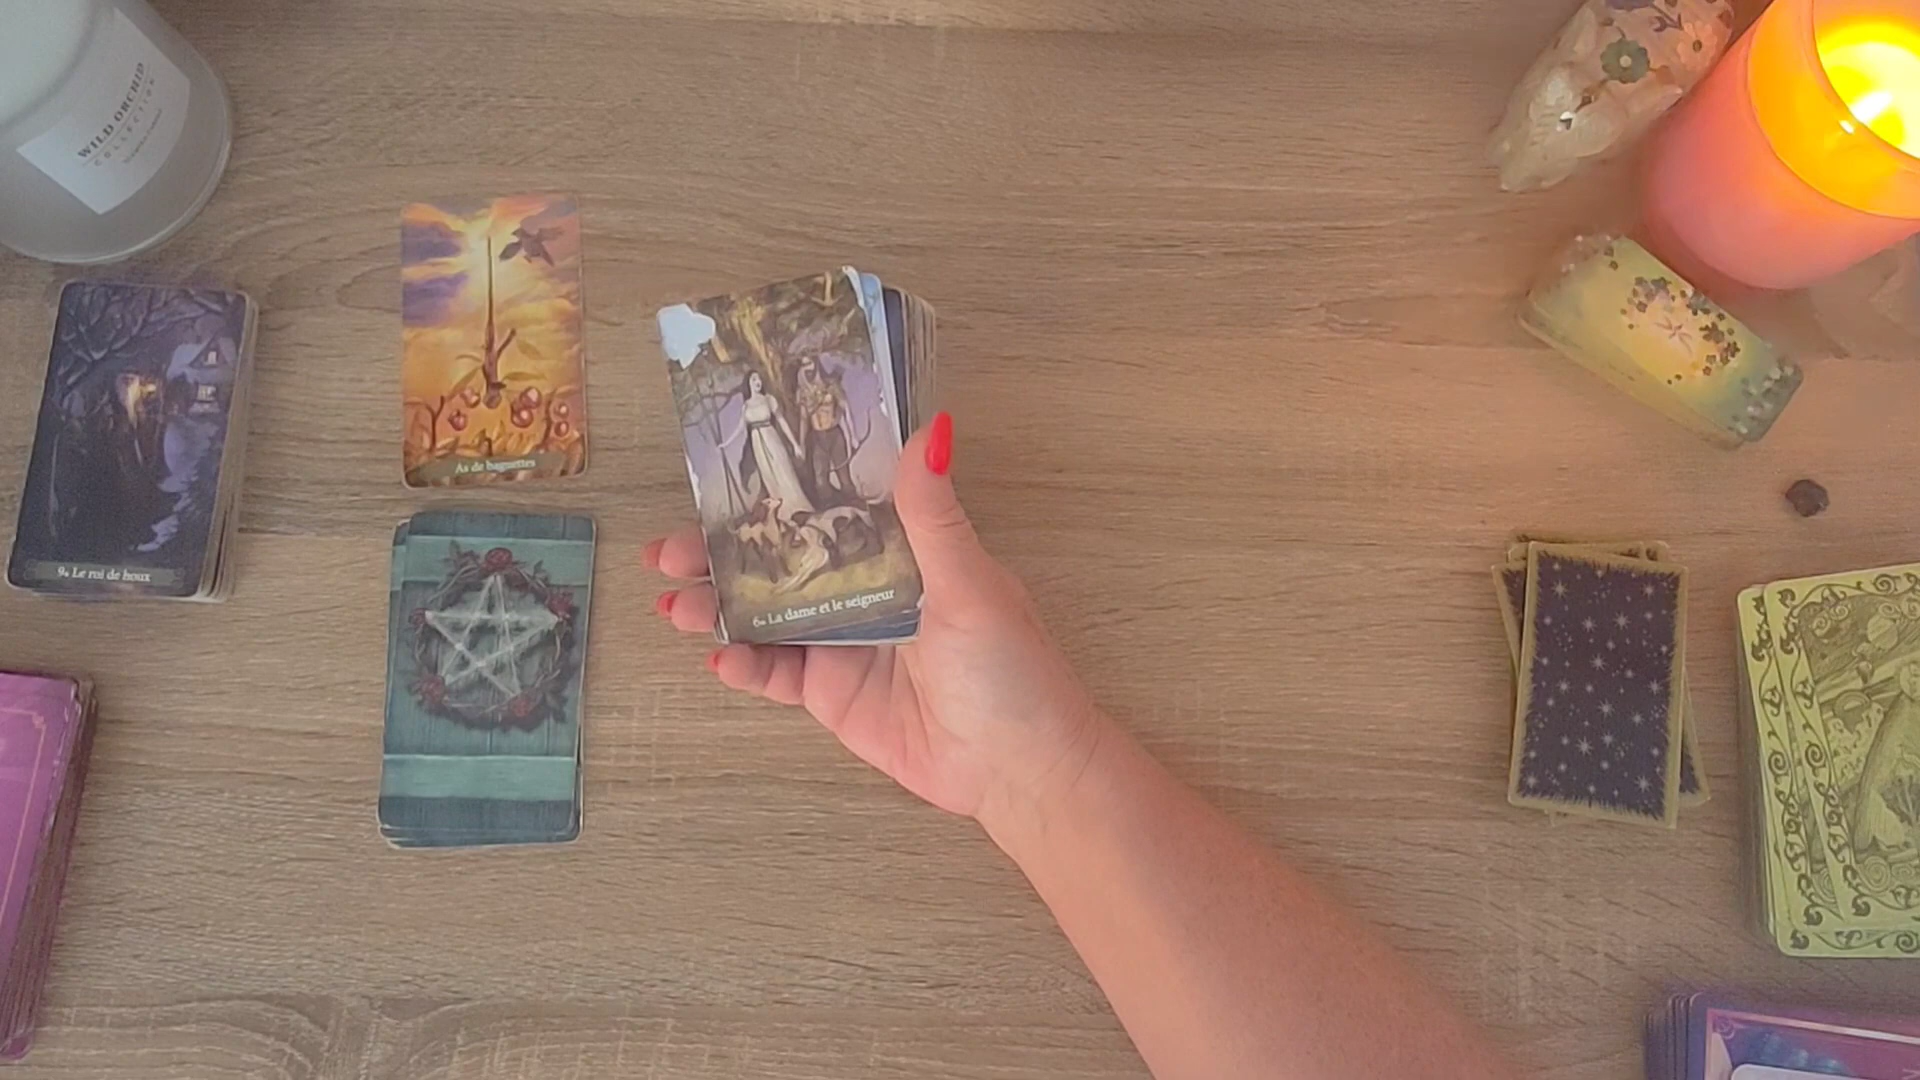 WILD ORCHID
COLLECTION
As de baguettes
9. Le roi de houx
6. La dame et le seigneur